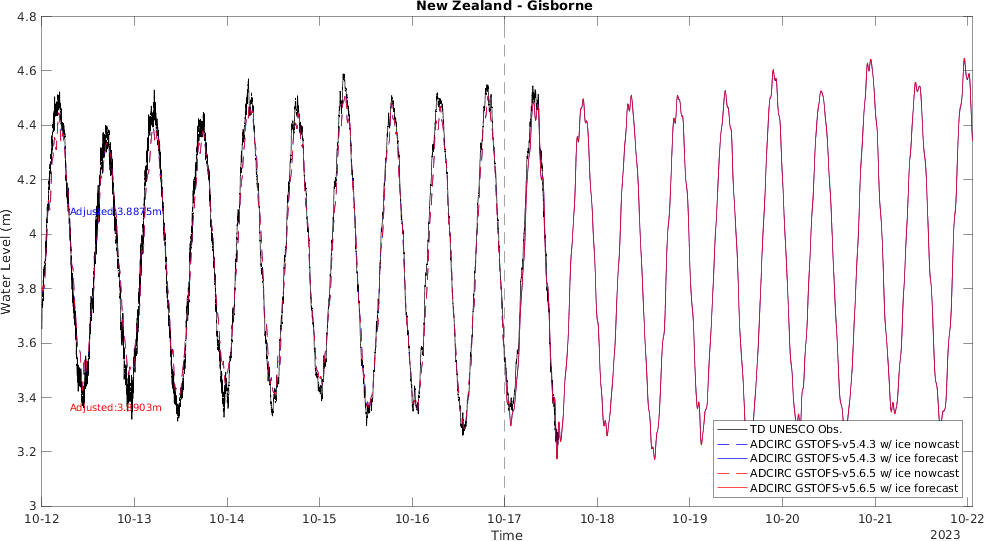 New Zealand - Gisborne
Water Level (m)
4.8
4.6
4.4
4.2
4
3.8
3.6
3.4
3.2
3
Adjusted:3.8875m
Adjusted:3.8903m
TD UNESCO Obs.
ADCIRC GSTOFS-v5.4.3 w/ ice nowcast
ADCIRC GSTOFS-v5.4.3 w/ ice forecast
ADCIRC GSTOFS-v5.6.5 w/ ice nowcast
ADCIRC GSTOFS-v5.6.5 w/ ice forecast
10-12 10-13 10-14 10-15 10-16 10-17 10-18 10-19 10-20 10-21 10-22
Time
2023